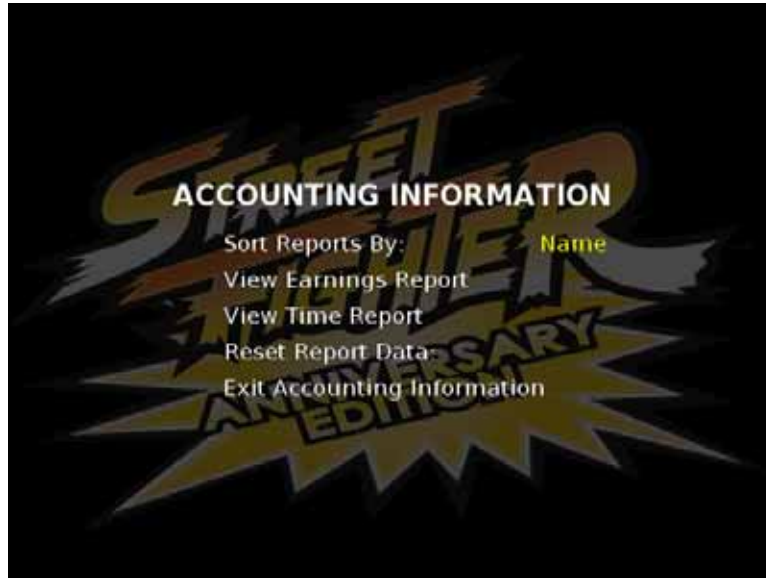 STREET
FIGHTER
ACCOUNTING INFORMATION
Sort Reports By: Name
View Earnings Report
View Time Report
Reset Report Data:
Exit Accounting Information
ANNIVERSARY
EDITION